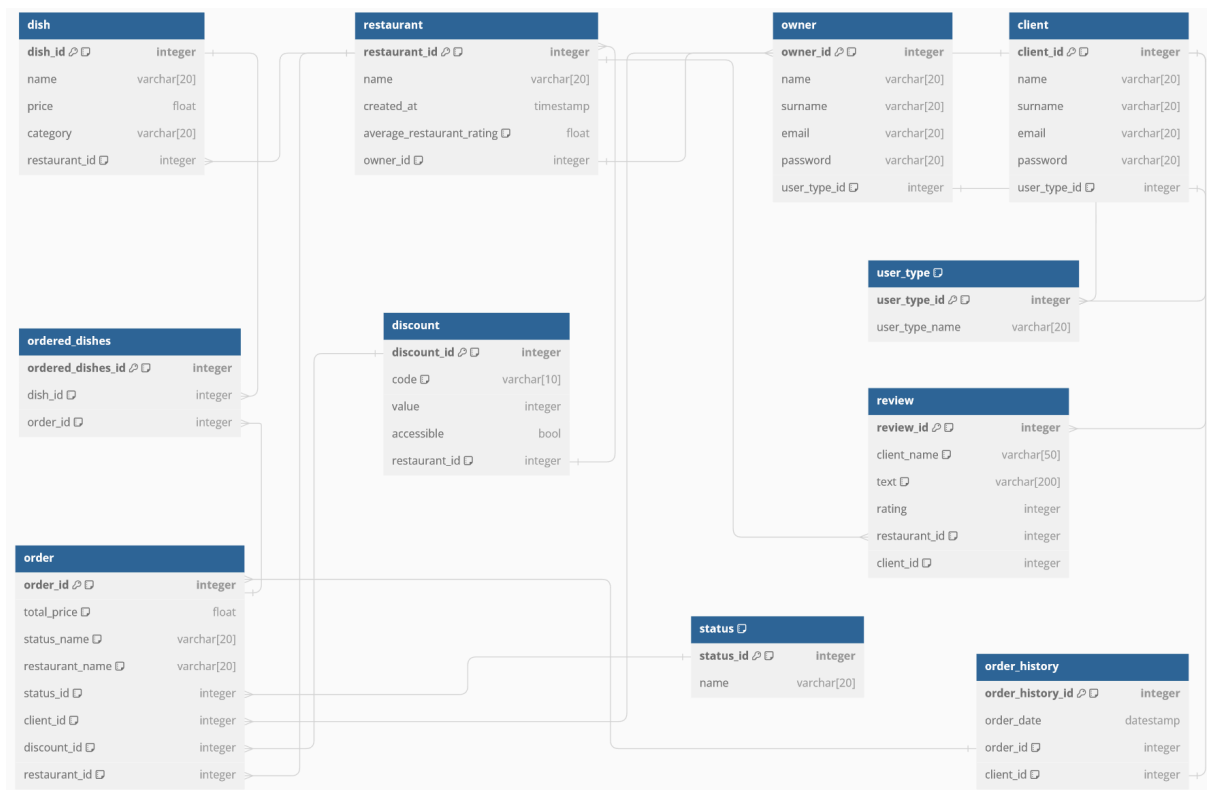 dish
dish_id integer
name varchar[20]
price float
category varchar[20]
restaurant_id integer
restaurant
restaurant_id integer
name varchar[20]
created_at timestamp
average_restaurant_rating float
owner_id integer
owner
owner_id integer
name varchar[20]
surname varchar[20]
email varchar[20]
password varchar[20]
user_type_id integer
client
client_id integer
name varchar[20]
surname varchar[20]
email varchar[20]
password varchar[20]
user_type_id integer
user_type
user_type_id integer
user_type_name varchar[20]
ordered_dishes
ordered_dishes_id integer
dish_id integer
order_id integer
discount
discount_id integer
code varchar[10]
value integer
accessible bool
restaurant_id integer
review
review_id integer
client_name varchar[50]
text varchar[200]
rating integer
restaurant_id integer
client_id integer
order
order_id integer
total_price float
status_name varchar[20]
restaurant_name varchar[20]
status_id integer
client_id integer
discount_id integer
restaurant_id integer
status
status_id integer
name varchar[20]
order_history
order_history_id integer
order_date datestamp
order_id integer
client_id integer